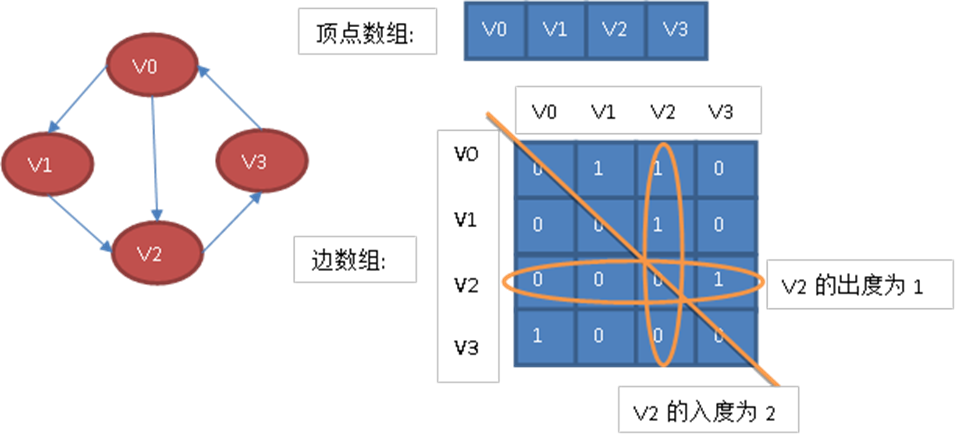 顶点数组:
V0 V1 V2 V3
V0
V1
V3
V2
边数组:
V0 V1 V2 V3
V0 0 1 1 0
V1 0 0 1 0
V2 0 0 0 1
V3 1 0 0 0
V2 的出度为 1
V2 的入度为 2